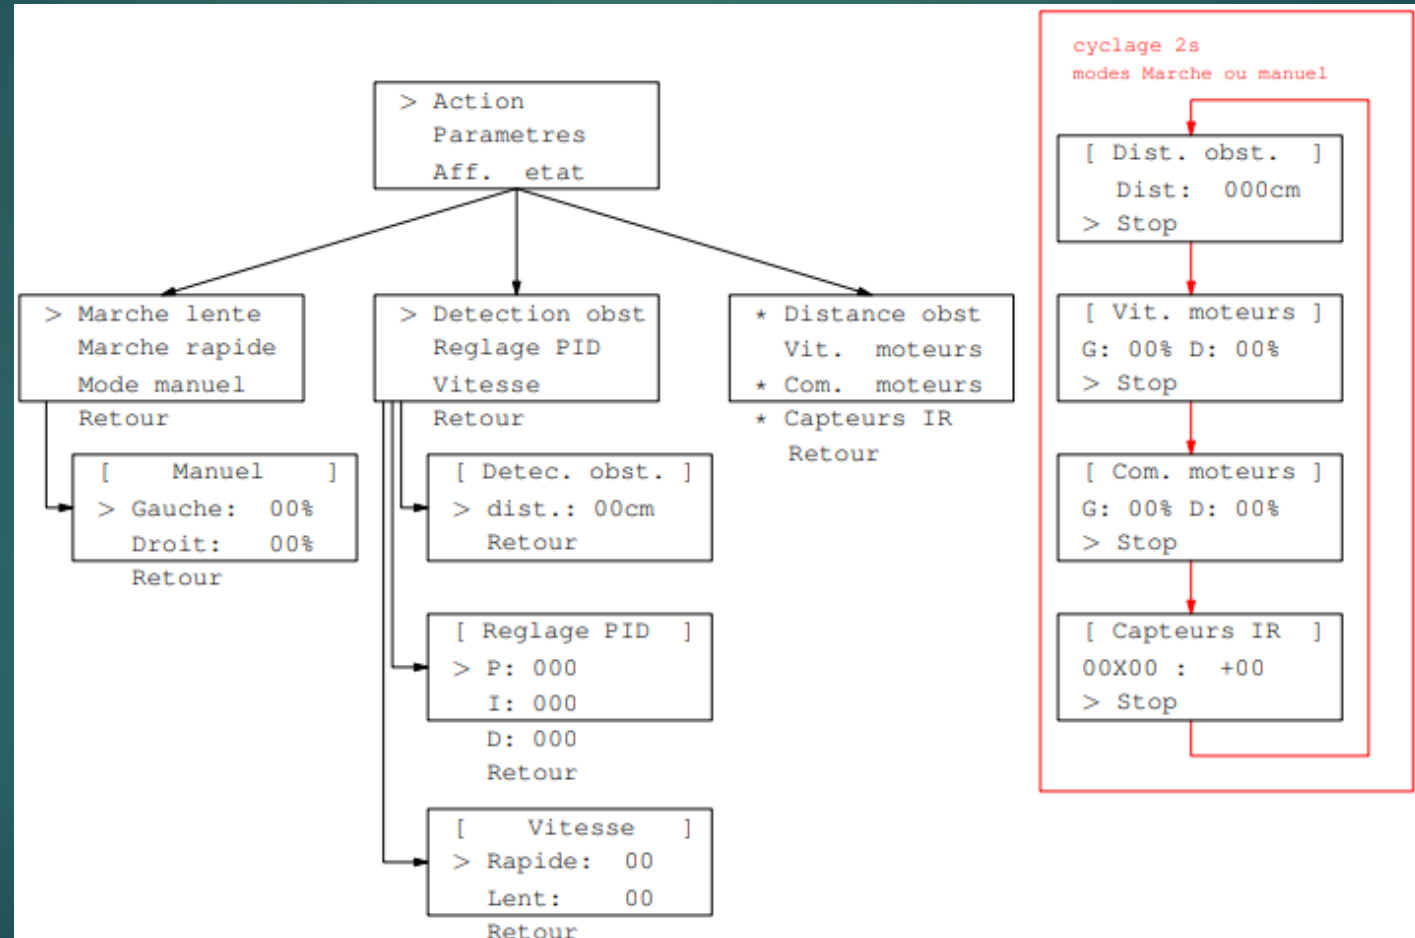 cyclage 2s
modes Marche ou manuel
> Action
Parametres
Aff. etat
> Marche lente
Marche rapide
Mode manuel
Retour
[ Manuel ]
> Gauche: 00%
Droit: 00%
Retour
> Detection obst
Reglage PID
Vitesse
Retour
[ Detec. obst. ]
> dist.: 00cm
Retour
[ Reglage PID ]
> P: 000
I: 000
D: 000
Retour
[ Vitesse ]
> Rapide: 00
Lent: 00
Retour
* Distance obst
Vit. moteurs
* Com. moteurs
* Capteurs IR
Retour
[ Dist. obst. ]
Dist: 000cm
> Stop
[ Vit. moteurs ]
G: 00% D: 00%
> Stop
[ Com. moteurs ]
G: 00% D: 00%
> Stop
[ Capteurs IR ]
00X00 : +00
> Stop